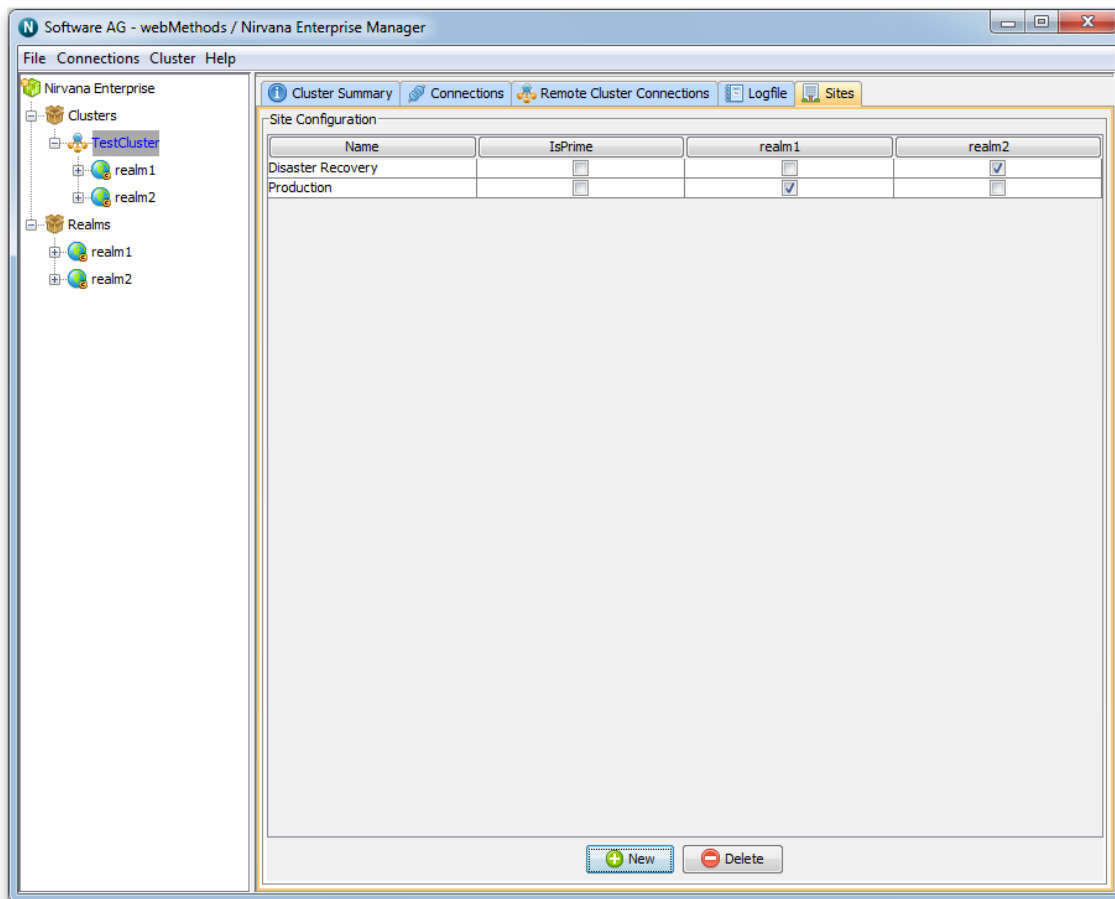 Software AG - webMethods / Nirvana Enterprise Manager
File Connections Cluster Help
Nirvana Enterprise
Clusters
TestCluster
realm1
realm2
Realms
realm1
realm2
Cluster Summary Connections Remote Cluster Connections Logfile Sites
Site Configuration
Name IsPrime realm1 realm2
Disaster Recovery
Production
New Delete